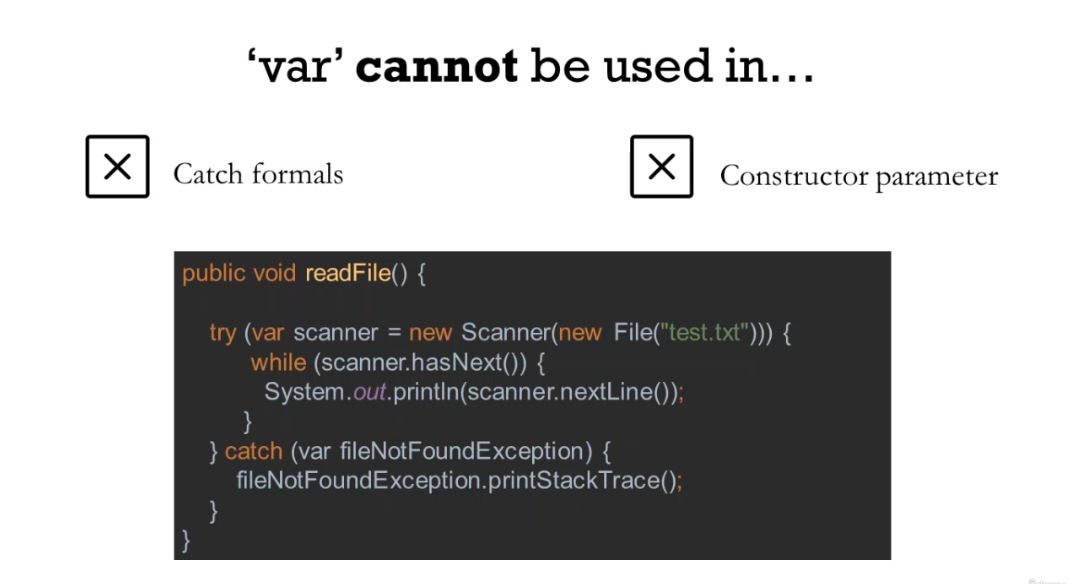 ‘var’ cannot be used in...
Catch formals
Constructor parameter
public void readFile() {
try (var scanner = new Scanner(new File("test.txt"))) {
while (scanner.hasNext()) {
System.out.println(scanner.nextLine());
}
} catch (var fileNotFoundException) {
fileNotFoundException.printStackTrace();
}
}